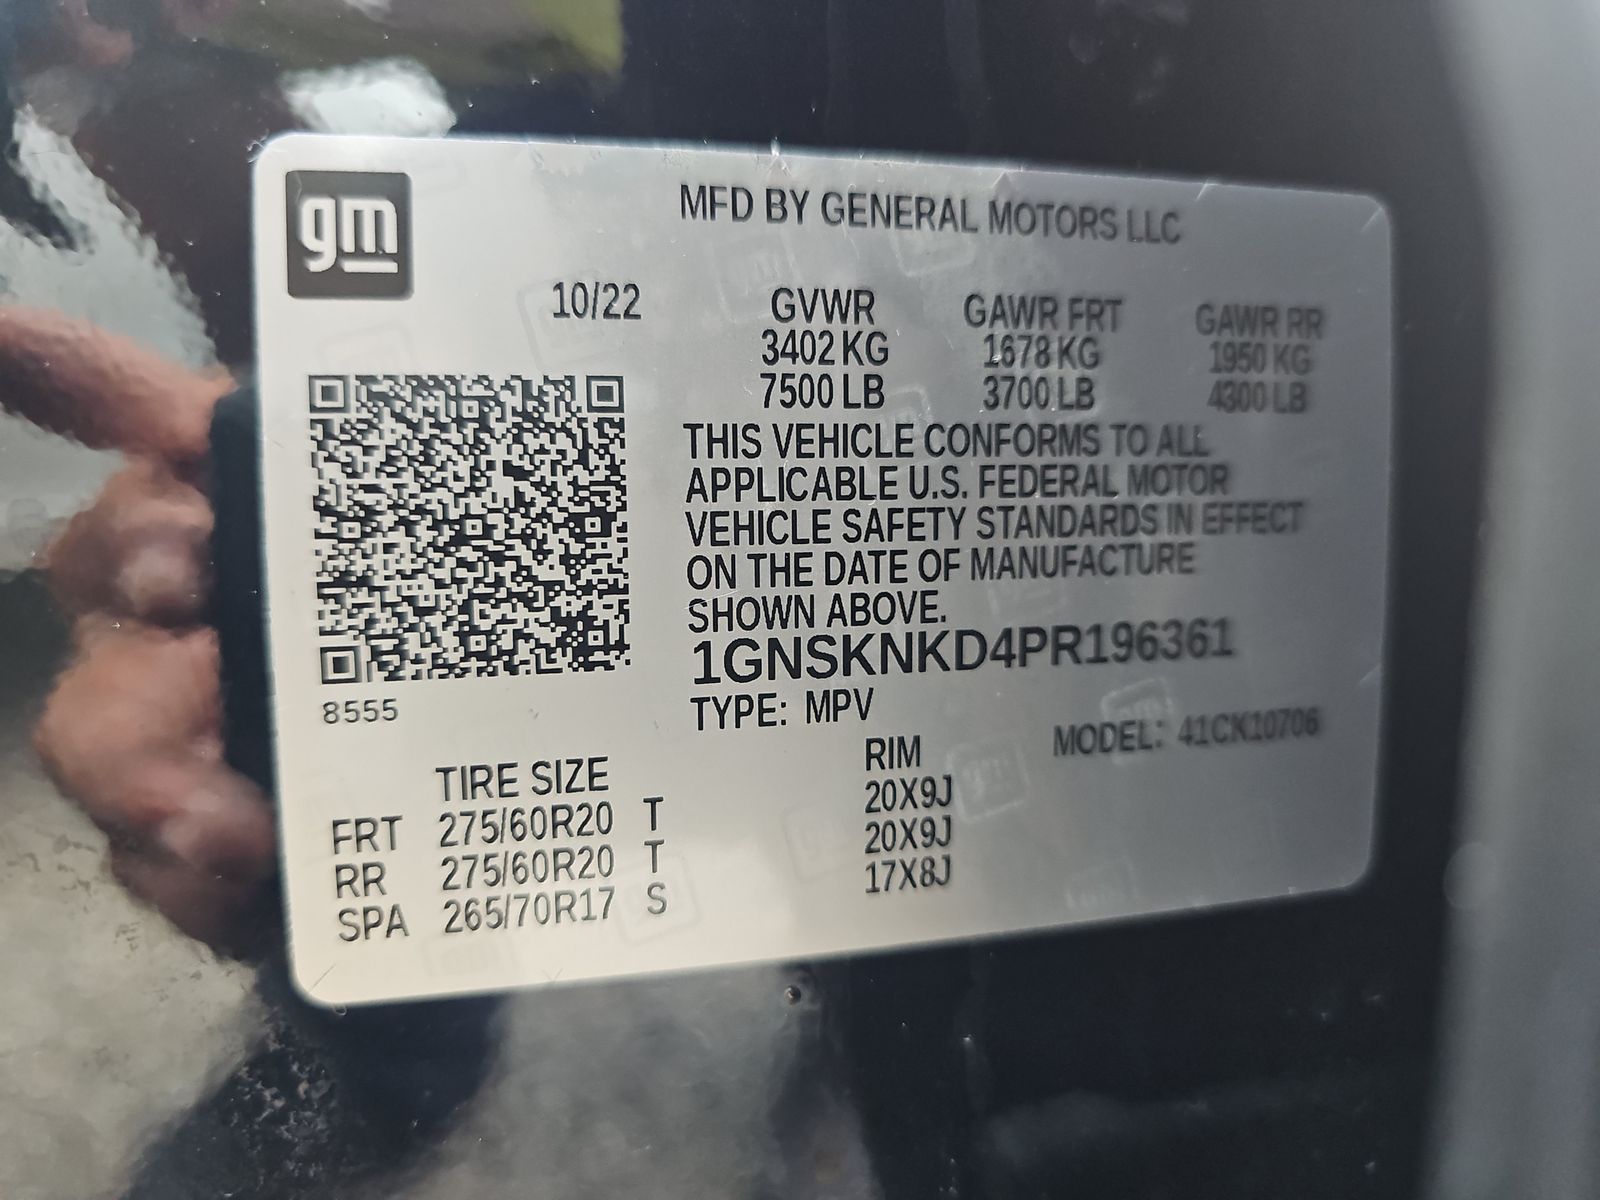 gm
MFD BY GENERAL MOTORS LLC
10/22 GVWR GAWR FRT GAWR RR
3402 KG 1678 KG 1950 KG
7500 LB 3700 LB 4300 LB
THIS VEHICLE CONFORMS TO ALL
APPLICABLE U.S. FEDERAL MOTOR
VEHICLE SAFETY STANDARDS IN EFFECT
ON THE DATE OF MANUFACTURE
SHOWN ABOVE.
1GNSKNKD4PR196361
8555
TYPE: MPV
MODEL: 41CK10706
TIRE SIZE RIM
FRT 275/60R20 T 20X9J
RR 275/60R20 T 20X9J
SPA 265/70R17 S 17X8J